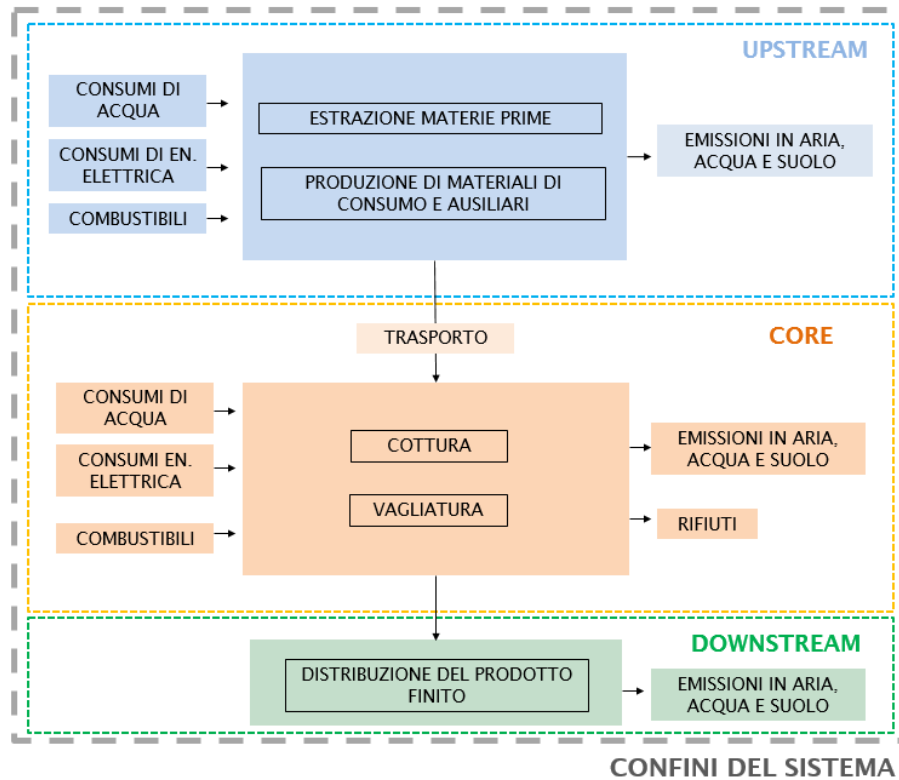 UPSTREAM
CONSUMI DI
ACQUA
ESTRAZIONE MATERIE PRIME
EMISSIONI IN ARIA,
ACQUA E SUOLO
CONSUMI DI EN.
ELETTRICA
PRODUZIONE DI MATERIALI DI
CONSUMO E AUSILIARI
COMBUSTIBILI
TRASPORTO
CORE
CONSUMI DI
ACQUA
COTTURA
EMISSIONI IN ARIA,
ACQUA E SUOLO
CONSUMI EN.
ELETTRICA
VAGLIATURA
RIFIUTI
COMBUSTIBILI
DOWNSTREAM
DISTRIBUZIONE DEL PRODOTTO
FINITO
EMISSIONI IN ARIA,
ACQUA E SUOLO
CONFINI DEL SISTEMA